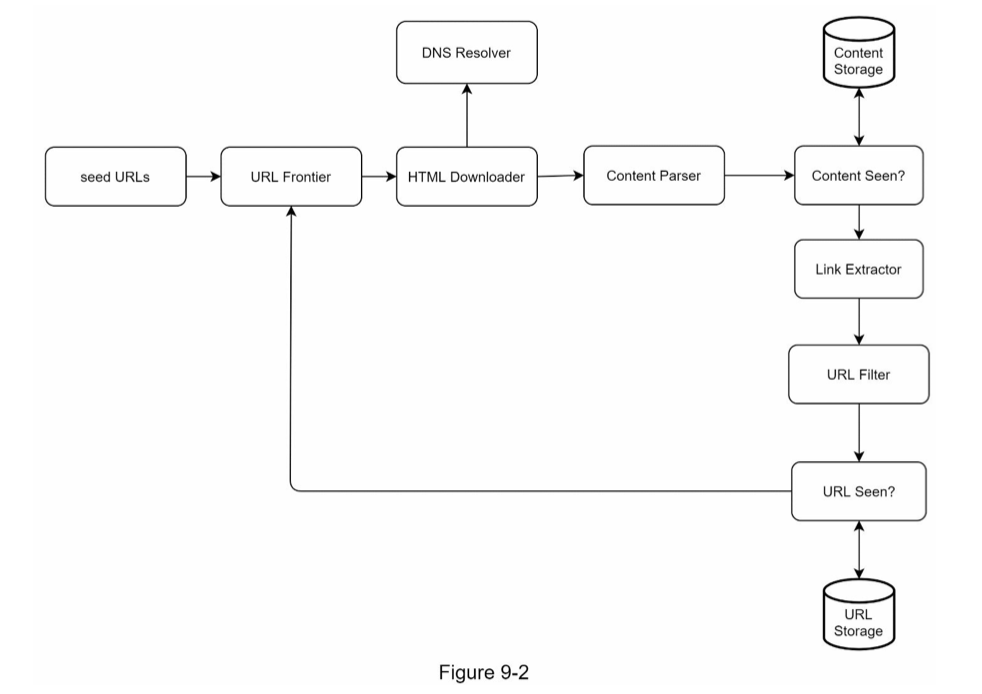 DNS Resolver
Content
Storage
seed URLs
URL Frontier
HTML Downloader
Content Parser
Content Seen?
Link Extractor
URL Filter
URL Seen?
URL
Storage
Figure 9-2